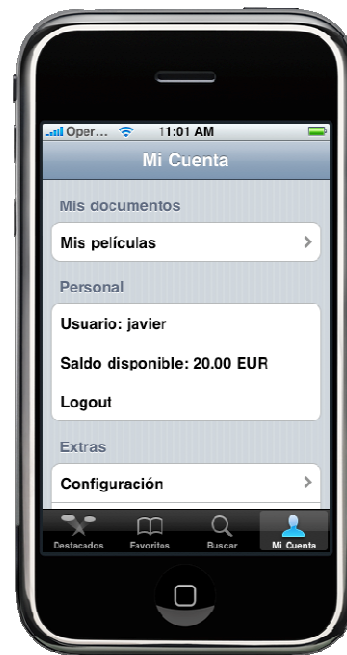 Oper... 11:01 AM
Mi Cuenta
Mis documentos
Mis películas
Personal
Usuario: javier
Saldo disponible: 20.00 EUR
Logout
Extras
Configuración
Destacados Favoritos Buscar Mi Cuenta